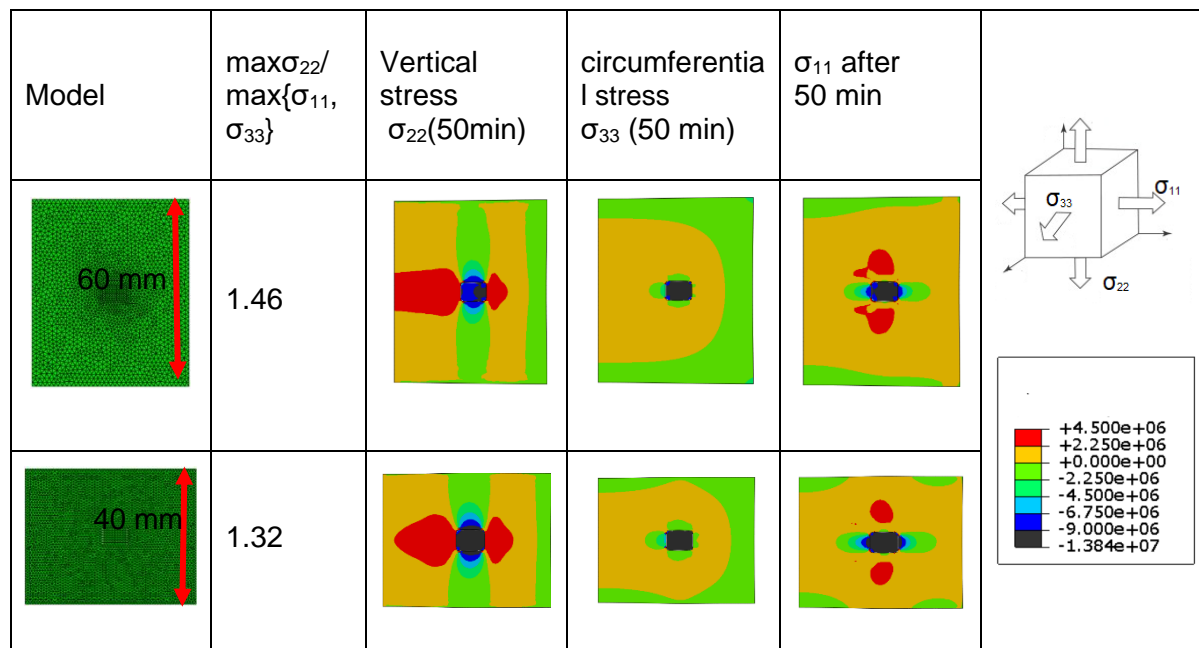 Model
maxσ₂₂/
max{σ₁₁,
σ₃₃}
Vertical
stress
σ₂₂(50min)
circumferentia
l stress
σ₃₃ (50 min)
σ₁₁ after
50 min
60 mm
1.46
40 mm
1.32
σ₁₁
σ₃₃
σ₂₂
+4.500e+06
+2.250e+06
+0.000e+00
-2.250e+06
-4.500e+06
-6.750e+06
-9.000e+06
-1.384e+07